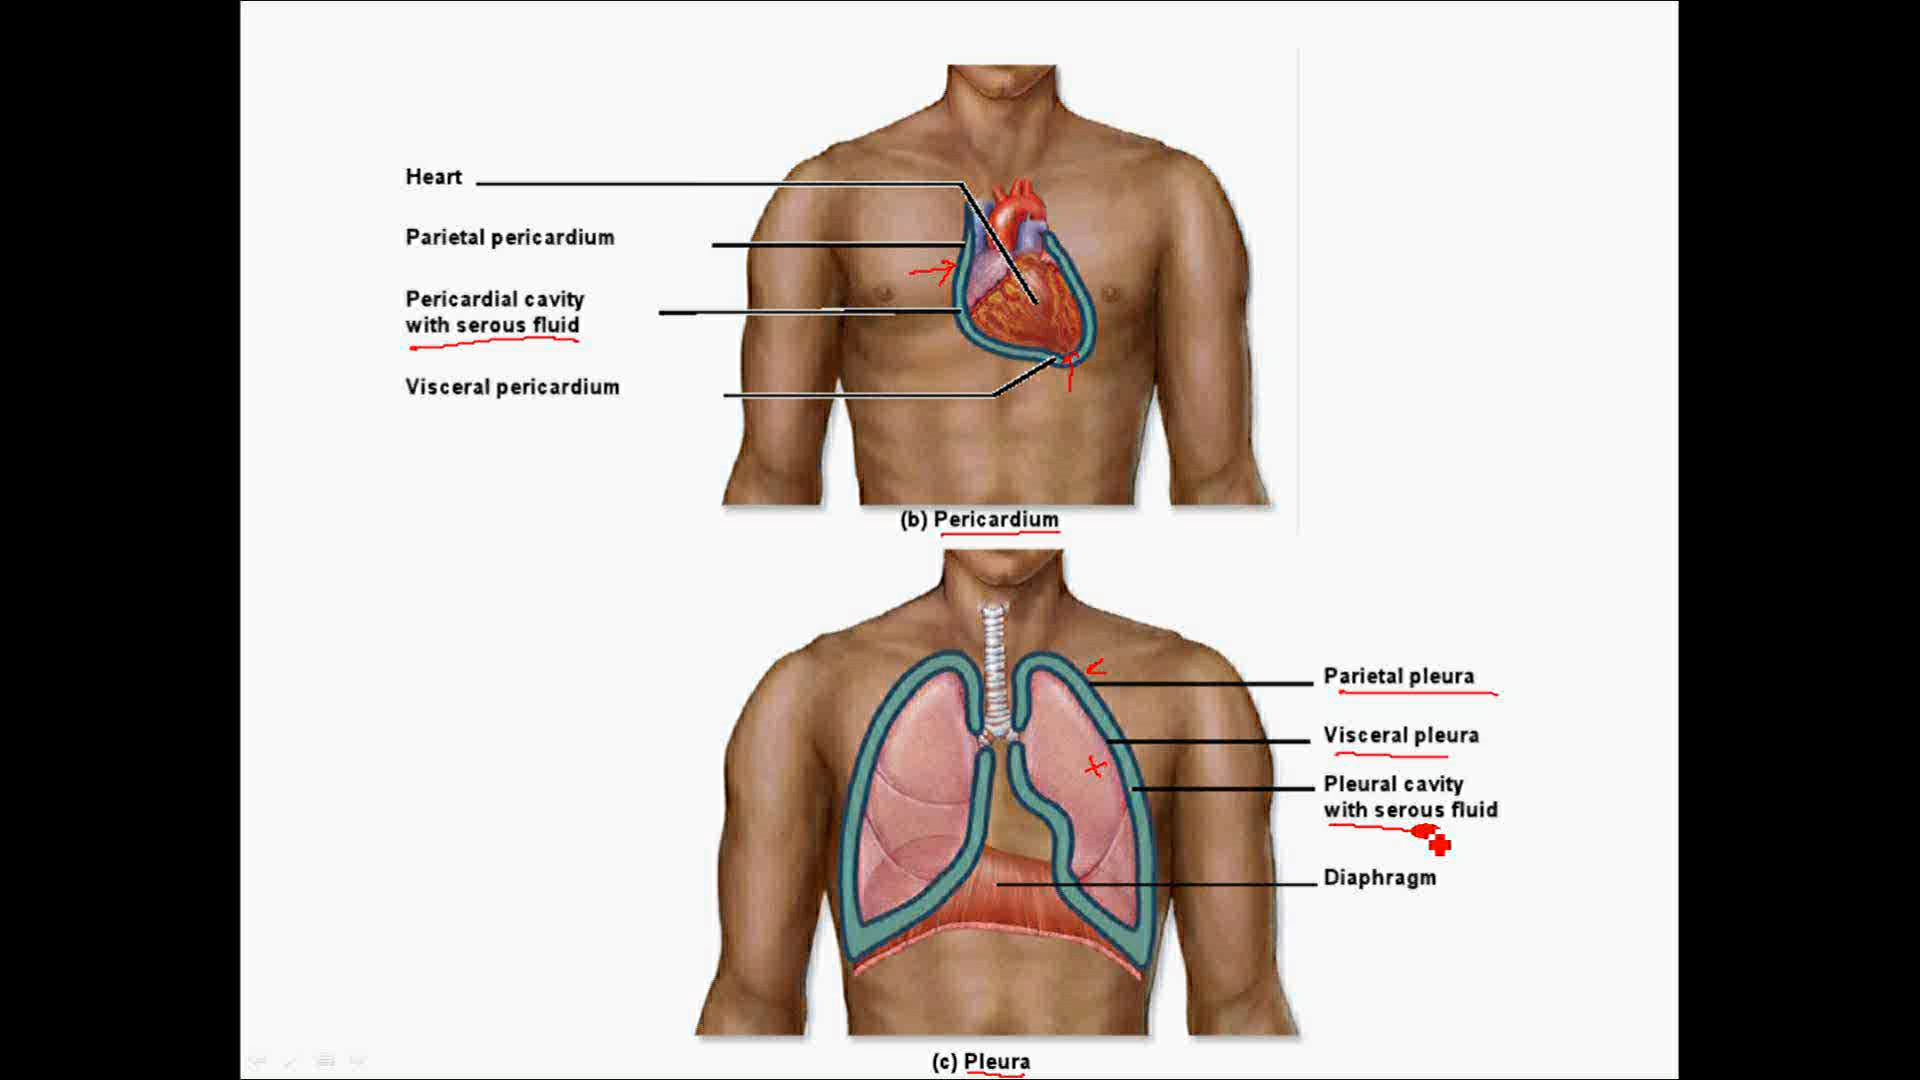 Heart
Parietal pericardium
Pericardial cavity
with serous fluid
Visceral pericardium
(b) Pericardium
Parietal pleura
Visceral pleura
Pleural cavity
with serous fluid
Diaphragm
(c) Pleura